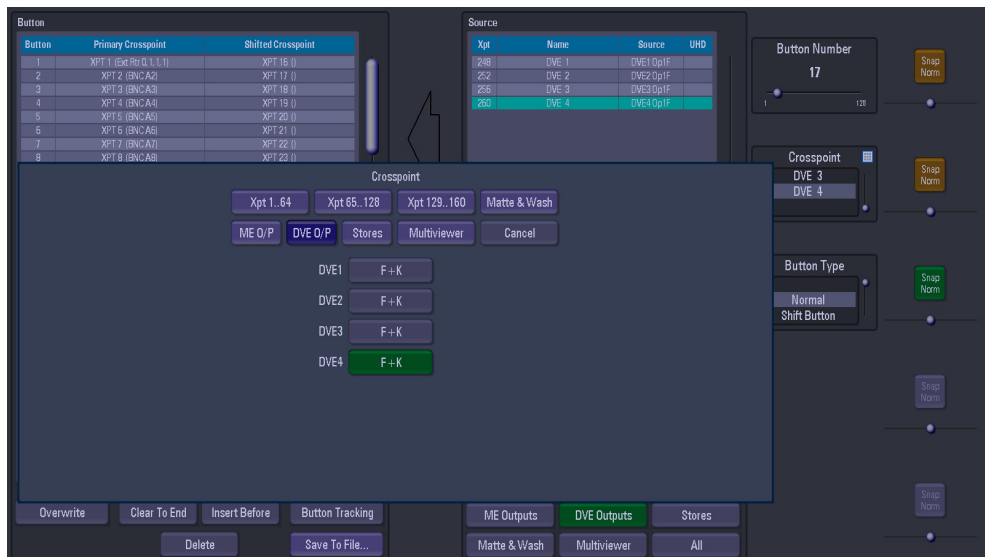 Button
Source
Button Primary Crosspoint Shifted Crosspoint
1 XPT 1 (Ext Rtr 0, 1, 1, 1) XPT 16 ()
2 XPT 2 (BNC A2) XPT 17 ()
3 XPT 3 (BNC A3) XPT 18 ()
4 XPT 4 (BNC A4) XPT 19 ()
5 XPT 5 (BNC A5) XPT 20 ()
6 XPT 6 (BNC A6) XPT 21 ()
7 XPT 7 (BNC A7) XPT 22 ()
8 XPT 8 (BNC A8) XPT 23 ()
Xpt Name Source UHD
248 DVE 1 DVE1 Op1F
252 DVE 2 DVE2 Op1F
256 DVE 3 DVE3 Op1F
260 DVE 4 DVE4 Op1F
Button Number
17
1 128
Snap Norm
Crosspoint
DVE 3
DVE 4
Snap Norm
Button Type
Normal
Shift Button
Snap Norm
Snap Norm
Snap Norm
Crosspoint
Xpt 1..64 Xpt 65..128 Xpt 129..160 Matte & Wash
ME O/P DVE O/P Stores Multiviewer Cancel
DVE1 F+K
DVE2 F+K
DVE3 F+K
DVE4 F+K
Overwrite Clear To End Insert Before Button Tracking
Delete Save To File...
ME Outputs DVE Outputs Stores
Matte & Wash Multiviewer All